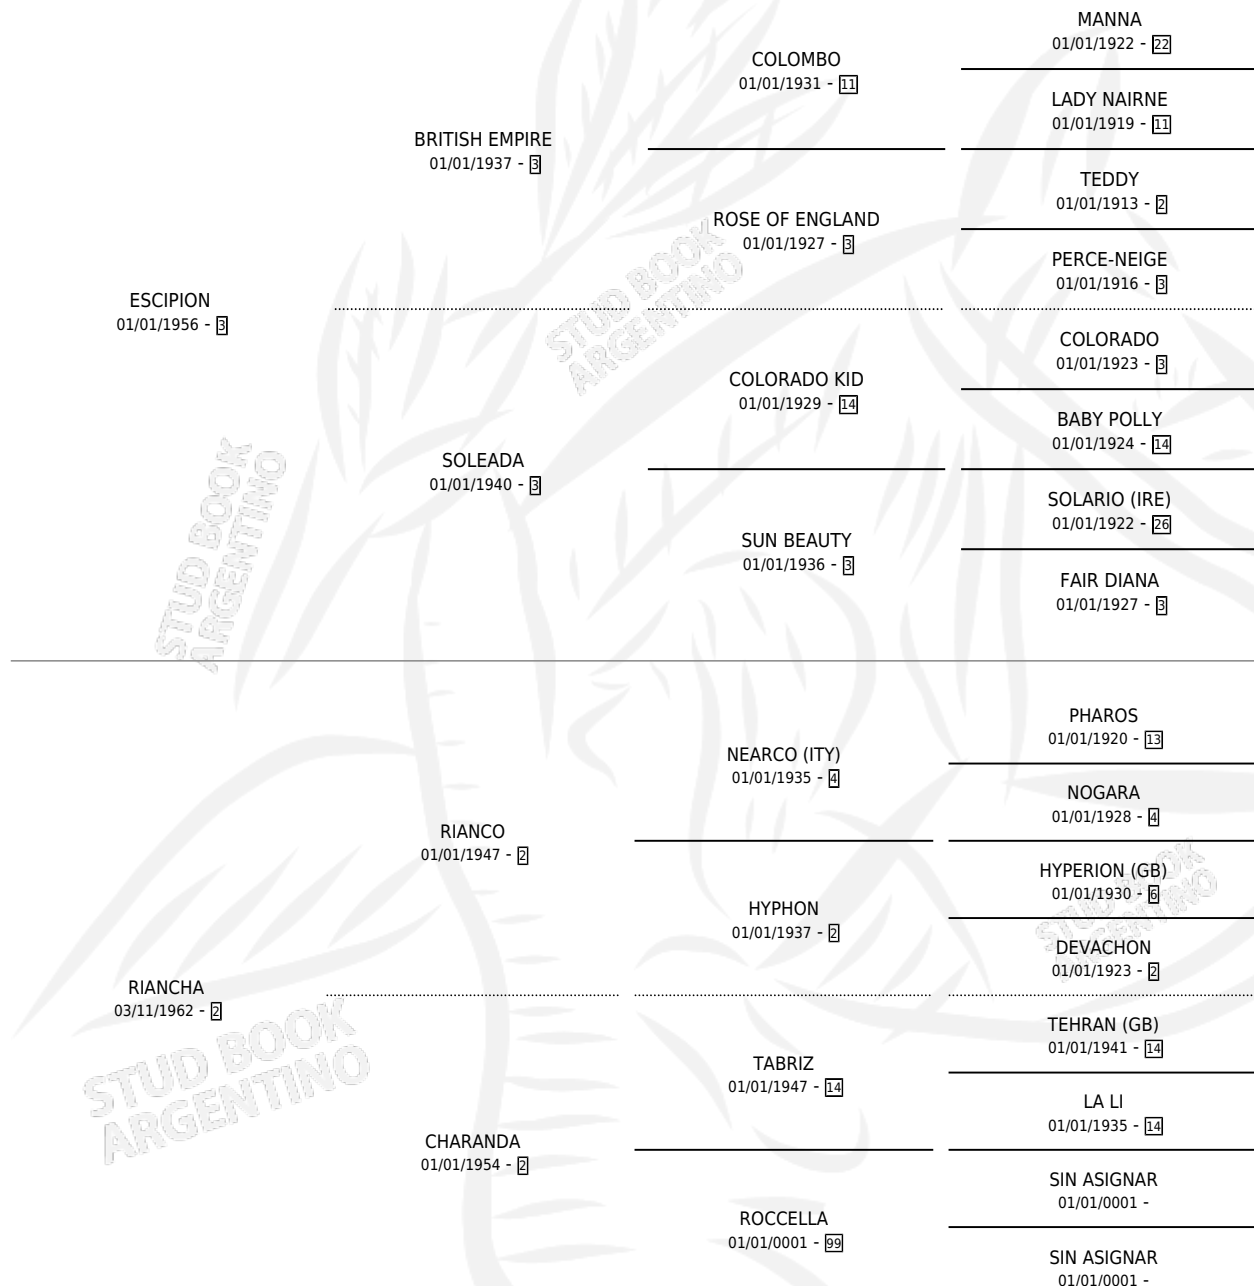 MANNA
01/01/1922 - 22
COLOMBO
01/01/1931 - 11
LADY NAIRNE
01/01/1919 - 11
BRITISH EMPIRE
01/01/1937 - 3
TEDDY
01/01/1913 - 2
ROSE OF ENGLAND
01/01/1927 - 3
PERCE-NEIGE
01/01/1916 - 3
ESCIPION
01/01/1956 - 3
STUD BOOK
ARGENTINO
COLORADO
01/01/1923 - 3
COLORADO KID
01/01/1929 - 14
BABY POLLY
01/01/1924 - 14
SOLEADA
01/01/1940 - 3
SOLARIO (IRE)
01/01/1922 - 26
SUN BEAUTY
01/01/1936 - 3
FAIR DIANA
01/01/1927 - 3
STUD BOOK
ARGENTINO
PHAROS
01/01/1920 - 13
NEARCO (ITY)
01/01/1935 - 4
NOGARA
01/01/1928 - 4
RIANCO
01/01/1947 - 2
HYPERION (GB)
01/01/1930 - 6
HYPHON
01/01/1937 - 2
STUD BOOK
ARGENTINO
DEVACHON
01/01/1923 - 2
RIANCHA
03/11/1962 - 2
STUD BOOK
ARGENTINO
TEHRAN (GB)
01/01/1941 - 14
TABRIZ
01/01/1947 - 14
LA LI
01/01/1935 - 14
CHARANDA
01/01/1954 - 2
SIN ASIGNAR
01/01/0001 -
ROCCELLA
01/01/0001 - 99
SIN ASIGNAR
01/01/0001 -